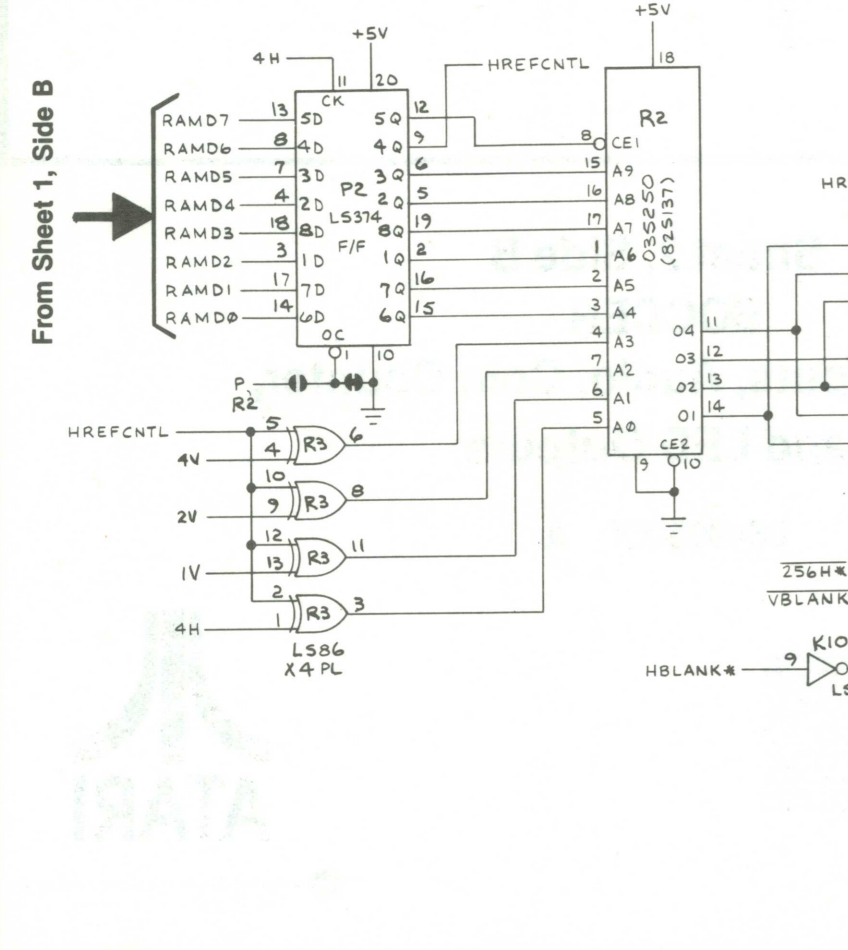 From Sheet 1, Side B
+5V
4H
11
20
CK
HREFCNTL
RAMD7 13 5D 5Q 12
RAMD6 8 4D 4Q 9
RAMD5 7 3D 3Q 6
RAMD4 4 2D 2Q 5
RAMD3 18 8D 8Q 19
RAMD2 3 1D 1Q 2
RAMD1 17 7D 7Q 16
RAMDØ 14 6D 6Q 15
P2
LS374
F/F
OC
1
10
P
R2
+5V
18
R2
035250
(82S137)
8 CE1
15 A9
16 A8
17 A7
1 A6
2 A5
3 A4
4 A3
7 A2
6 A1
5 AØ
O4 11
O3 12
O2 13
O1 14
CE2
9
10
HR
HREFCNTL
5
4V 4 R3 6
10
2V 9 R3 8
12
1V 13 R3 11
2
4H 1 R3 3
LS86
X4 PL
256H*
VBLANK
HBLANK* 9
K10
LS
ATARI